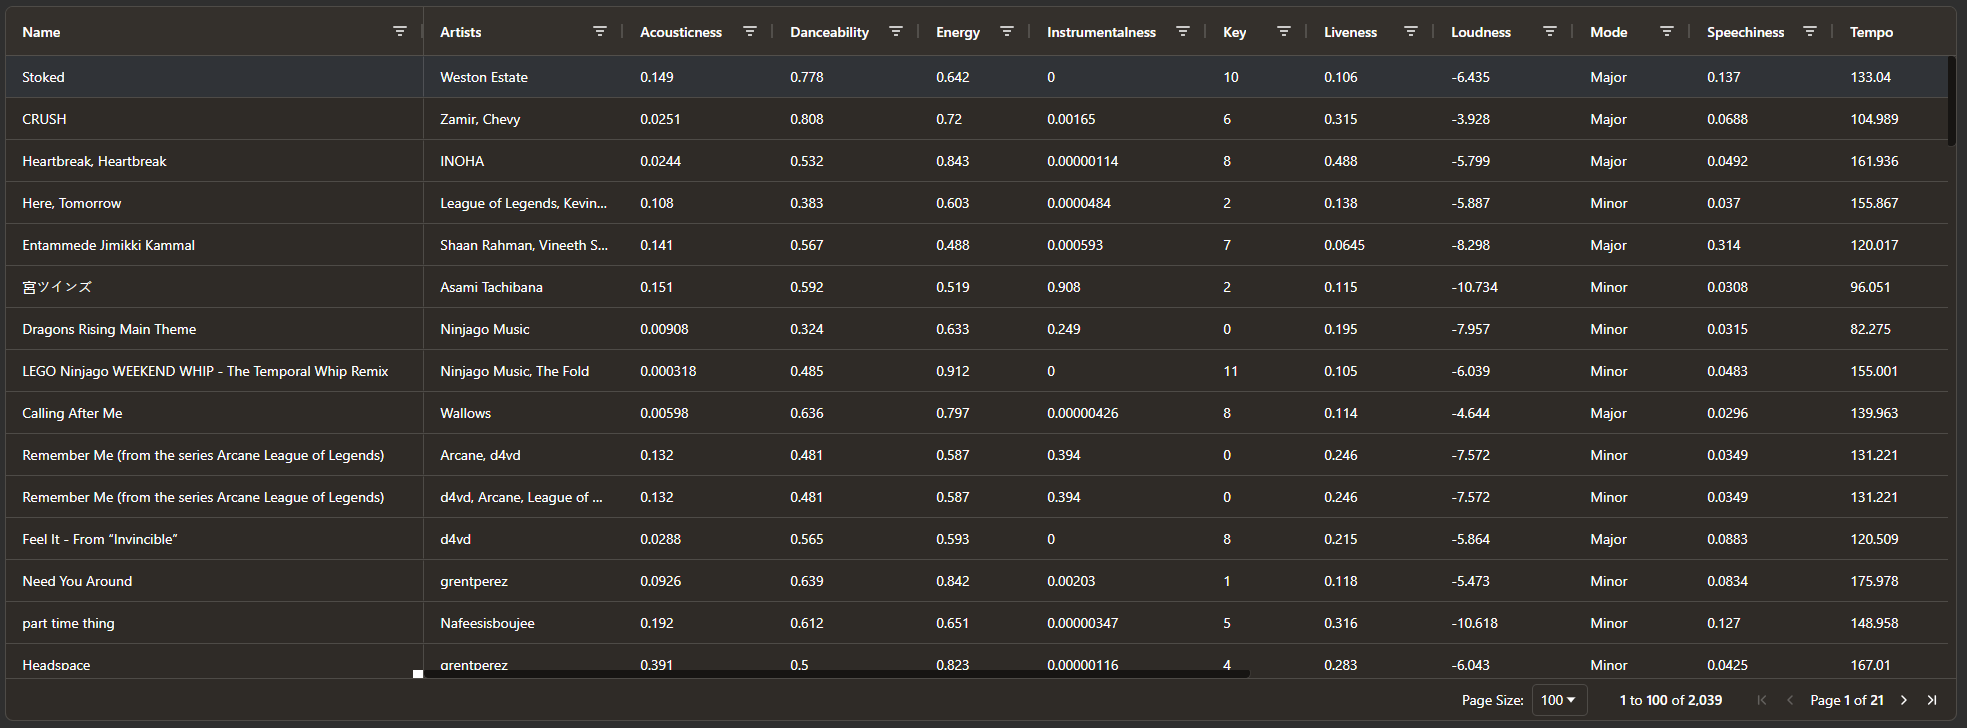 Name Artists Acousticness Danceability Energy Instrumentalness Key Liveness Loudness Mode Speechiness Tempo
Stoked Weston Estate 0.149 0.778 0.642 0 10 0.106 -6.435 Major 0.137 133.04
CRUSH Zamir, Chevy 0.0251 0.808 0.72 0.00165 6 0.315 -3.928 Major 0.0688 104.989
Heartbreak, Heartbreak INOHA 0.0244 0.532 0.843 0.00000114 8 0.488 -5.799 Major 0.0492 161.936
Here, Tomorrow League of Legends, Kevin... 0.108 0.383 0.603 0.0000484 2 0.138 -5.887 Minor 0.037 155.867
Entammede Jimikki Kammal Shaan Rahman, Vineeth S... 0.141 0.567 0.488 0.000593 7 0.0645 -8.298 Major 0.314 120.017
宮ツインズ Asami Tachibana 0.151 0.592 0.519 0.908 2 0.115 -10.734 Minor 0.0308 96.051
Dragons Rising Main Theme Ninjago Music 0.00908 0.324 0.633 0.249 0 0.195 -7.957 Minor 0.0315 82.275
LEGO Ninjago WEEKEND WHIP - The Temporal Whip Remix Ninjago Music, The Fold 0.000318 0.485 0.912 0 11 0.105 -6.039 Minor 0.0483 155.001
Calling After Me Wallows 0.00598 0.636 0.797 0.00000426 8 0.114 -4.644 Major 0.0296 139.963
Remember Me (from the series Arcane League of Legends) Arcane, d4vd 0.132 0.481 0.587 0.394 0 0.246 -7.572 Minor 0.0349 131.221
Remember Me (from the series Arcane League of Legends) d4vd, Arcane, League of ... 0.132 0.481 0.587 0.394 0 0.246 -7.572 Minor 0.0349 131.221
Feel It - From “Invincible” d4vd 0.0288 0.565 0.593 0 8 0.215 -5.864 Major 0.0883 120.509
Need You Around grentperez 0.0926 0.639 0.842 0.00203 1 0.118 -5.473 Minor 0.0834 175.978
part time thing Nafeesisboujee 0.192 0.612 0.651 0.00000347 5 0.316 -10.618 Minor 0.127 148.958
Headspace grentperez 0.391 0.5 0.823 0.00000116 4 0.283 -6.043 Minor 0.0425 167.01
Page Size: 100 1 to 100 of 2,039 Page 1 of 21